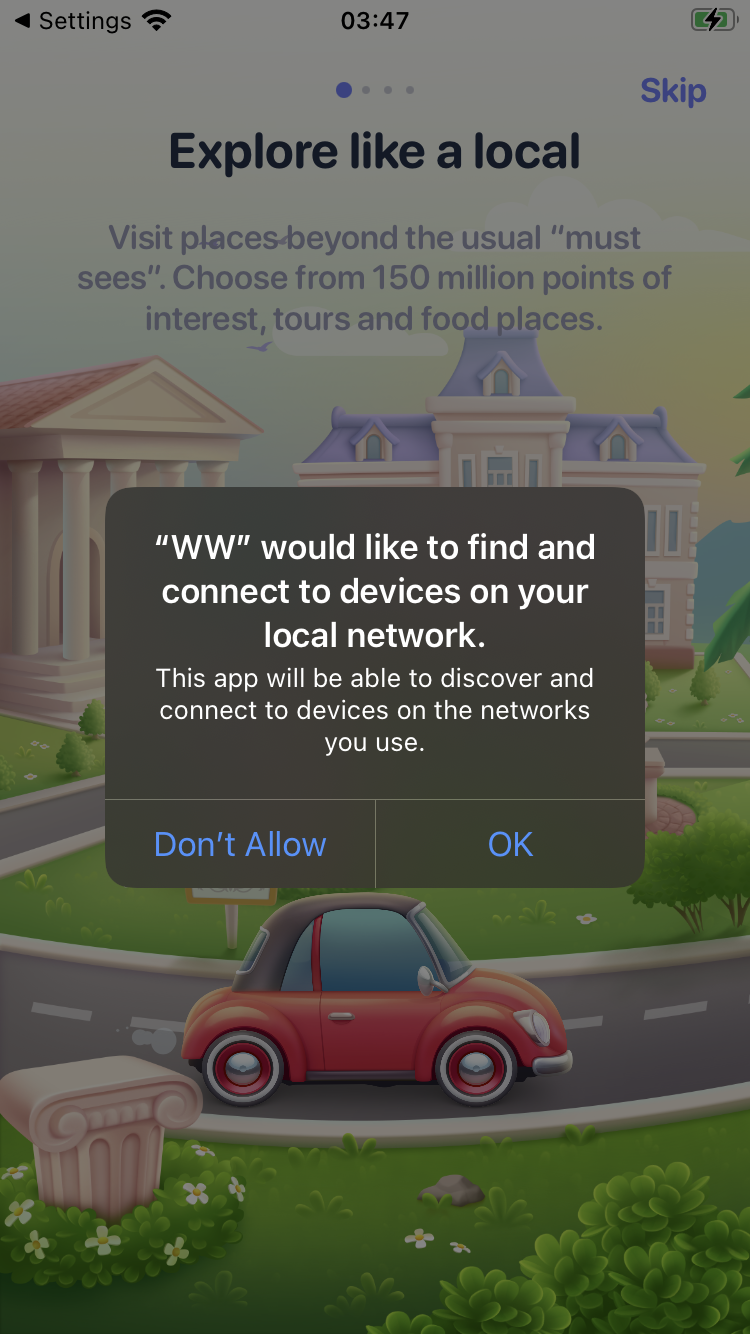 Settings
03:47
Skip
Explore like a local
Visit places beyond the usual “must
sees”. Choose from 150 million points of
interest, tours and food places.
“WW” would like to find and
connect to devices on your
local network.
This app will be able to discover and
connect to devices on the networks
you use.
Don’t Allow
OK